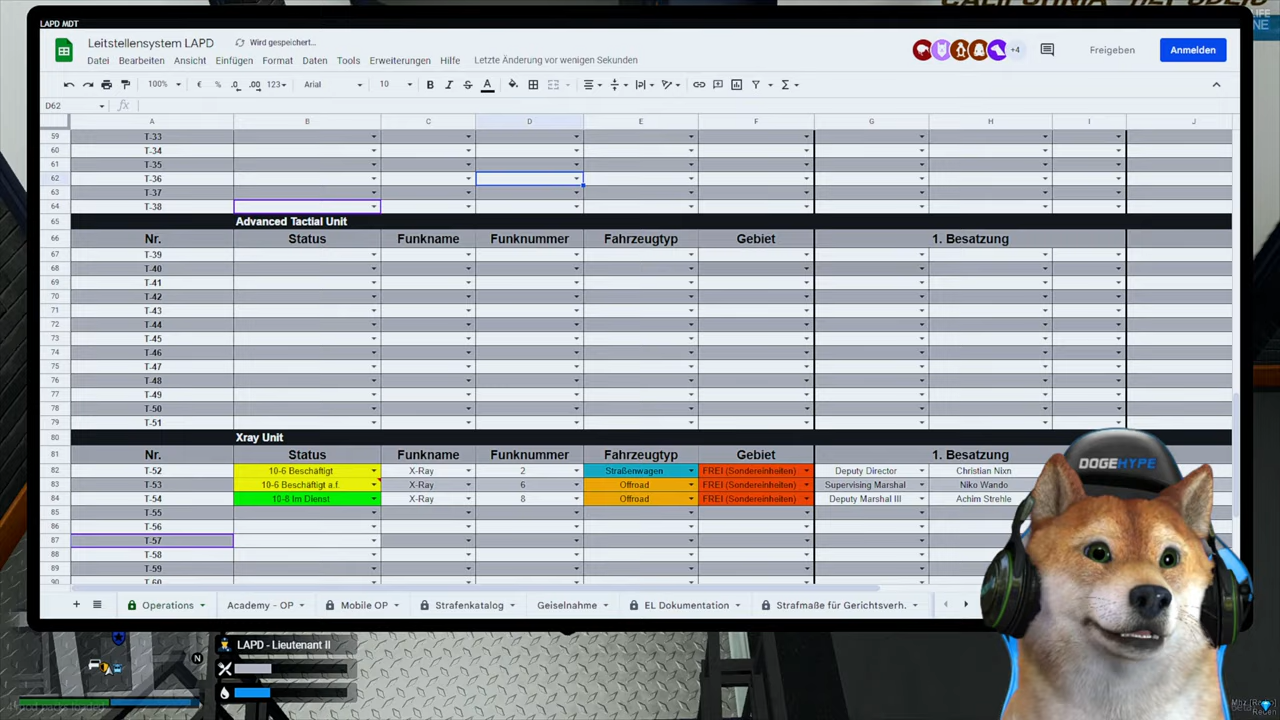 LAPD MDT
Leitstellensystem LAPD
Wird gespeichert...
+4
Freigeben
Anmelden
Datei Bearbeiten Ansicht Einfügen Format Daten Tools Erweiterungen Hilfe Letzte Änderung vor wenigen Sekunden
100% € % .0 .00 123 Arial 10 B I S A
D62 fx
A B C D E F G H I J
59 T-33
60 T-34
61 T-35
62 T-36
63 T-37
64 T-38
65 Advanced Tactial Unit
66 Nr. Status Funkname Funknummer Fahrzeugtyp Gebiet 1. Besatzung
67 T-39
68 T-40
69 T-41
70 T-42
71 T-43
72 T-44
73 T-45
74 T-46
75 T-47
76 T-48
77 T-49
78 T-50
79 T-51
80 Xray Unit
81 Nr. Status Funkname Funknummer Fahrzeugtyp Gebiet 1. Besatzung
82 T-52 10-6 Beschäftigt X-Ray 2 Straßenwagen FREI (Sondereinheiten) Deputy Director Christian Nixn
83 T-53 10-6 Beschäftigt a.f. X-Ray 6 Offroad FREI (Sondereinheiten) Supervising Marshal Niko Wando
84 T-54 10-8 Im Dienst X-Ray 8 Offroad FREI (Sondereinheiten) Deputy Marshal III Achim Strehle
85 T-55
86 T-56
87 T-57
88 T-58
89 T-59
90 T-60
Operations Academy - OP Mobile OP Strafenkatalog Geiselnahme EL Dokumentation Strafmaße für Gerichtsverh.
DOGEHYPE
N
LAPD - Lieutenant II